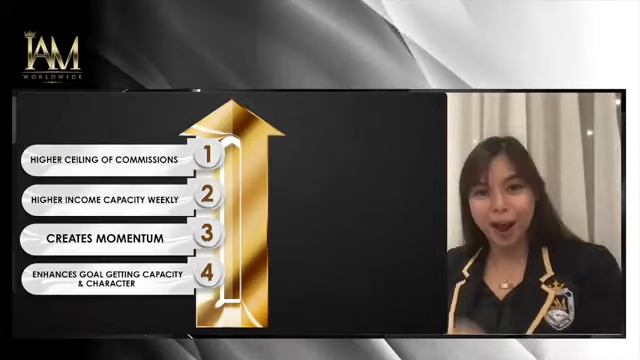 IAM
WORLDWIDE
HIGHER CEILING OF COMMISSIONS
1
HIGHER INCOME CAPACITY WEEKLY
2
CREATES MOMENTUM
3
ENHANCES GOAL GETTING CAPACITY
& CHARACTER
4
IAM